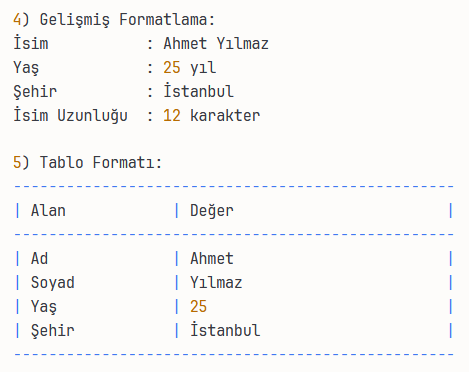 4) Gelişmiş Formatlama:
İsim           : Ahmet Yılmaz
Yaş            : 25 yıl
Şehir          : İstanbul
İsim Uzunluğu  : 12 karakter

5) Tablo Formatı:
--------------------------------------------------
| Alan            | Değer                        |
--------------------------------------------------
| Ad              | Ahmet                        |
| Soyad           | Yılmaz                       |
| Yaş             | 25                           |
| Şehir           | İstanbul                     |
--------------------------------------------------